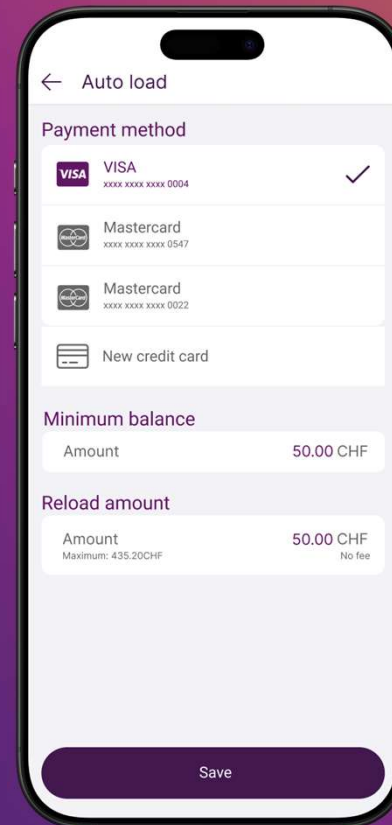 Auto load
Payment method
VISA
VISA
xxxx xxxx xxxx 0004
MasterCard
Mastercard
xxxx xxxx xxxx 0547
MasterCard
Mastercard
xxxx xxxx xxxx 0022
New credit card
Minimum balance
Amount 50.00 CHF
Reload amount
Amount 50.00 CHF
Maximum: 435.20CHF No fee
Save